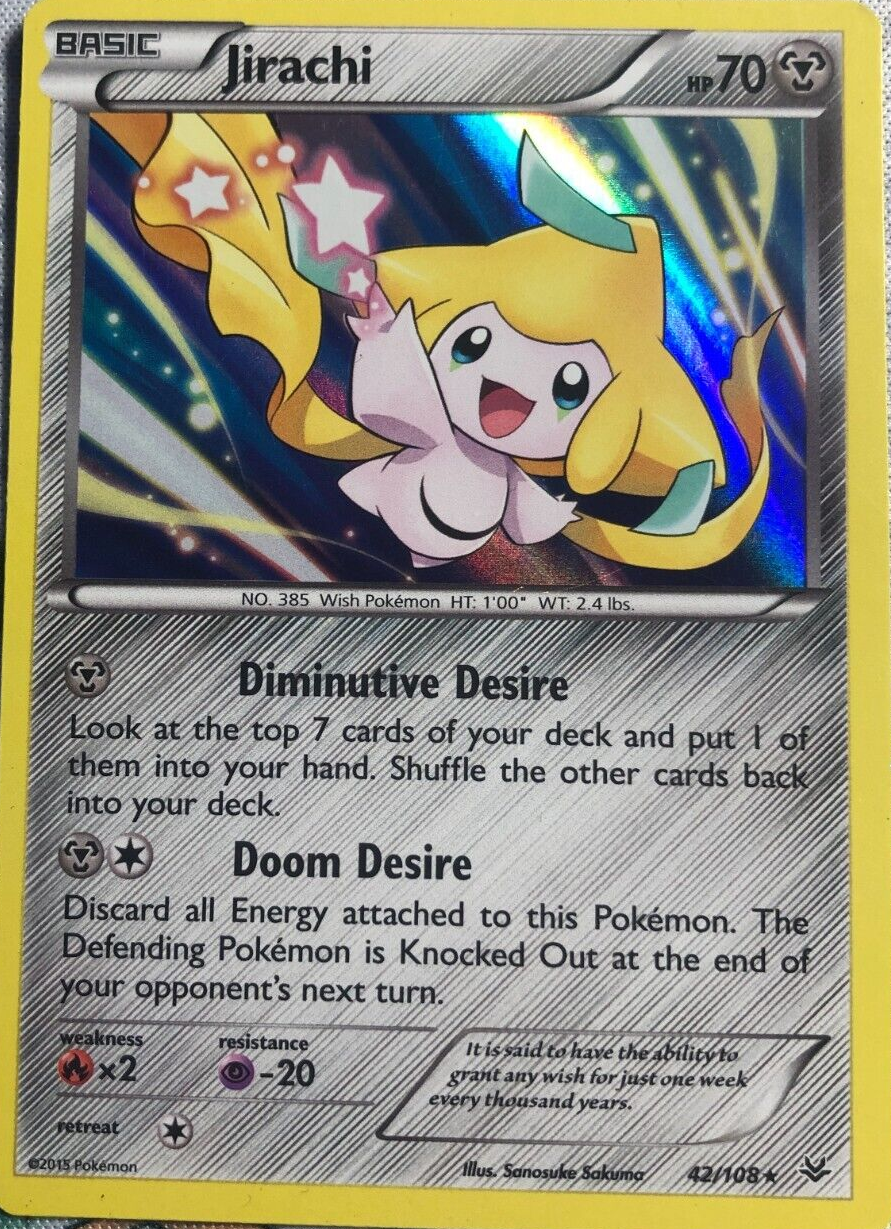 BASIC Jirachi HP70
NO. 385 Wish Pokémon HT: 1'00" WT: 2.4 lbs.
Diminutive Desire
Look at the top 7 cards of your deck and put 1 of
them into your hand. Shuffle the other cards back
into your deck.
Doom Desire
Discard all Energy attached to this Pokémon. The
Defending Pokémon is Knocked Out at the end of
your opponent's next turn.
weakness
×2
resistance
-20
retreat
It is said to have the ability to
grant any wish for just one week
every thousand years.
©2015 Pokémon
Illus. Sanosuke Sakuma
42/108★